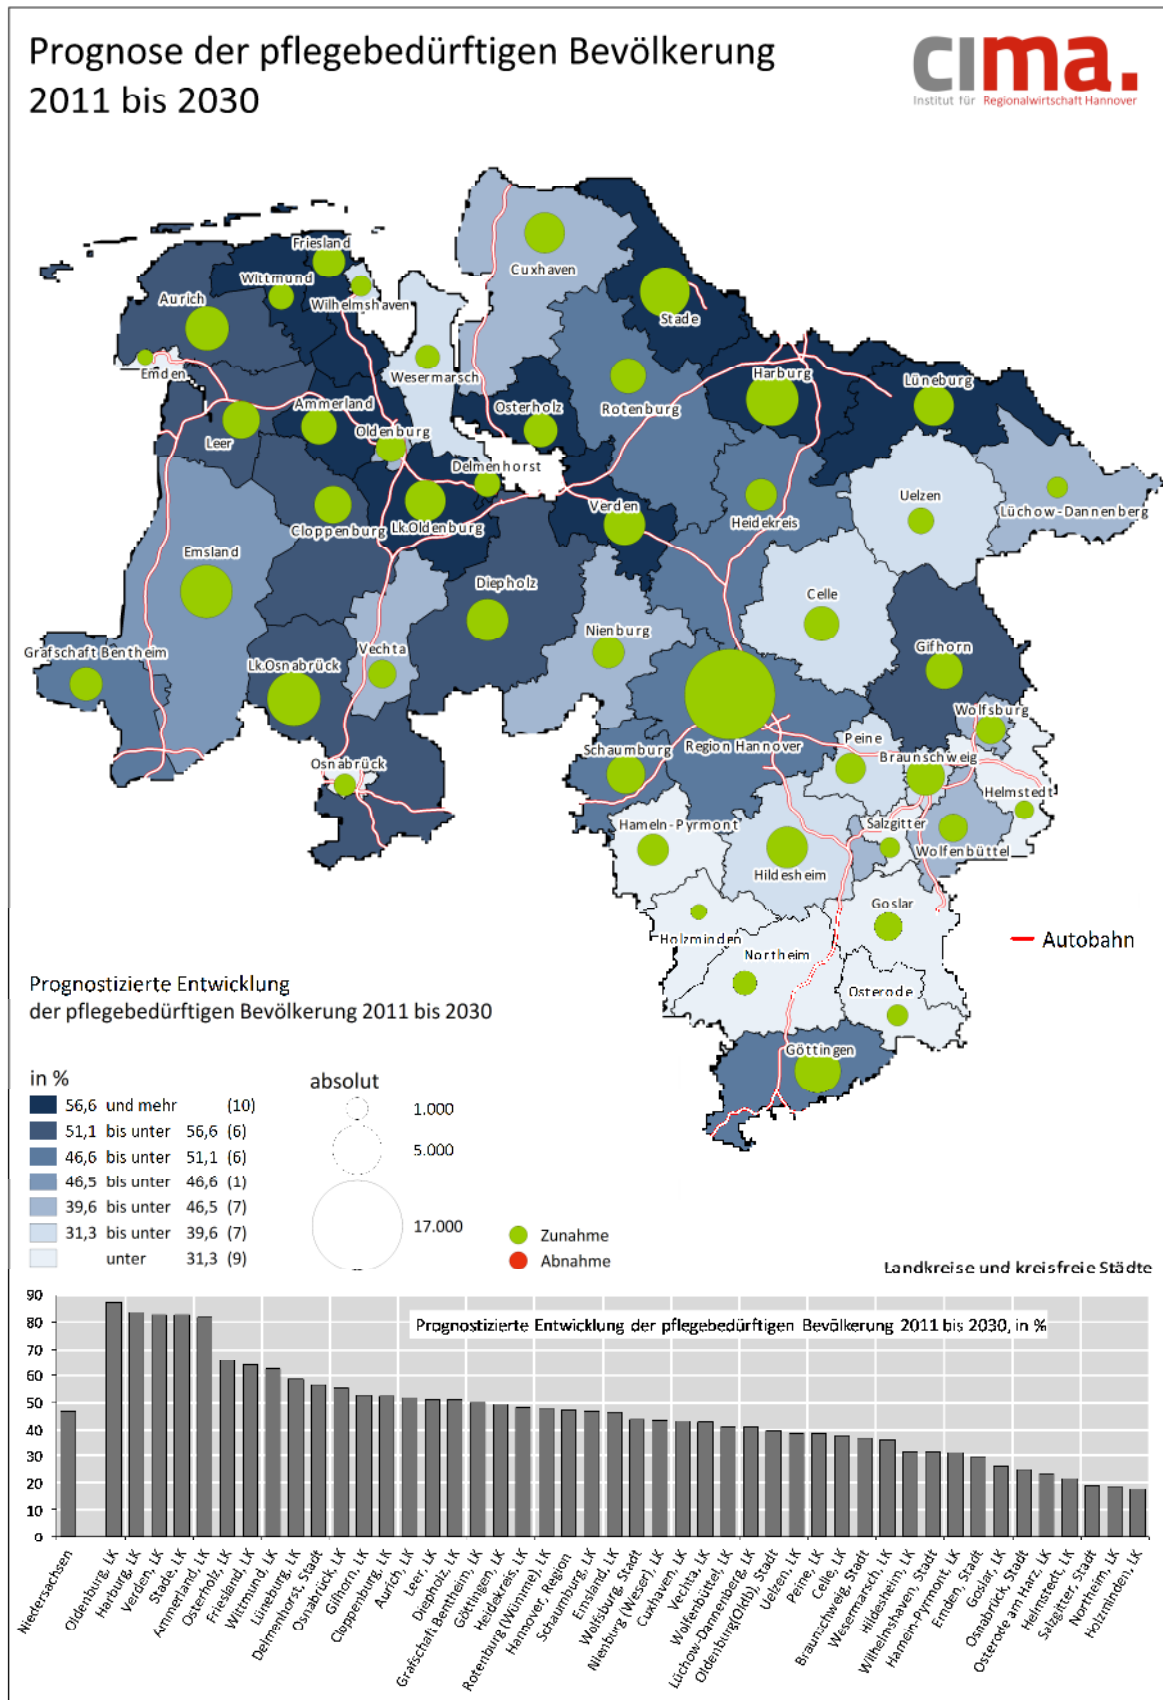 Prognose der pflegebedürftigen Bevölkerung
2011 bis 2030
cima.
Institut für Regionalwirtschaft Hannover
Friesland
Wittmund
Cuxhaven
Aurich
Wilhelmshaven
Stade
Emden
Wesermarsch
Harburg
Lüneburg
Ammerland
Osterholz
Rotenburg
Oldenburg
Leer
Delmenhorst
Uelzen
Lüchow-Dannenberg
Cloppenburg
Lk.Oldenburg
Verden
Heidekreis
Emsland
Diepholz
Celle
Nienburg
Gifhorn
Grafschaft Bentheim
Lk.Osnabrück
Vechta
Wolfsburg
Schaumburg
Region Hannover
Peine
Braunschweig
Osnabrück
Helmstedt
Hameln-Pyrmont
Salzgitter
Wolfenbüttel
Hildesheim
Goslar
Holzminden
Northeim
Autobahn
Osterode
Göttingen
Prognostizierte Entwicklung
der pflegebedürftigen Bevölkerung 2011 bis 2030
in %
56,6 und mehr (10)
51,1 bis unter 56,6 (6)
46,6 bis unter 51,1 (6)
46,5 bis unter 46,6 (1)
39,6 bis unter 46,5 (7)
31,3 bis unter 39,6 (7)
unter 31,3 (9)
absolut
1.000
5.000
17.000
Zunahme
Abnahme
Landkreise und kreisfreie Städte
Prognostizierte Entwicklung der pflegebedürftigen Bevölkerung 2011 bis 2030, in %
90
80
70
60
50
40
30
20
10
0
Niedersachsen
Oldenburg, LK
Harburg, LK
Verden, LK
Stade, LK
Ammerland, LK
Osterholz, LK
Friesland, LK
Wittmund, LK
Lüneburg, LK
Delmenhorst, Stadt
Osnabrück, LK
Gifhorn, LK
Cloppenburg, LK
Aurich, LK
Leer, LK
Diepholz, LK
Grafschaft Bentheim, LK
Göttingen, LK
Heidekreis, LK
Rotenburg (Wümme), LK
Hannover, Region
Schaumburg, LK
Emsland, LK
Wolfsburg, Stadt
Nienburg (Weser), LK
Cuxhaven, LK
Vechta, LK
Wolfenbüttel, LK
Lüchow-Dannenberg, LK
Oldenburg(Oldb), Stadt
Uelzen, LK
Peine, LK
Celle, LK
Braunschweig, Stadt
Wesermarsch, LK
Hildesheim, LK
Wilhelmshaven, Stadt
Hameln-Pyrmont, LK
Emden, Stadt
Goslar, LK
Osnabrück, Stadt
Osterode am Harz, LK
Helmstedt, LK
Salzgitter, Stadt
Northeim, LK
Holzminden, LK